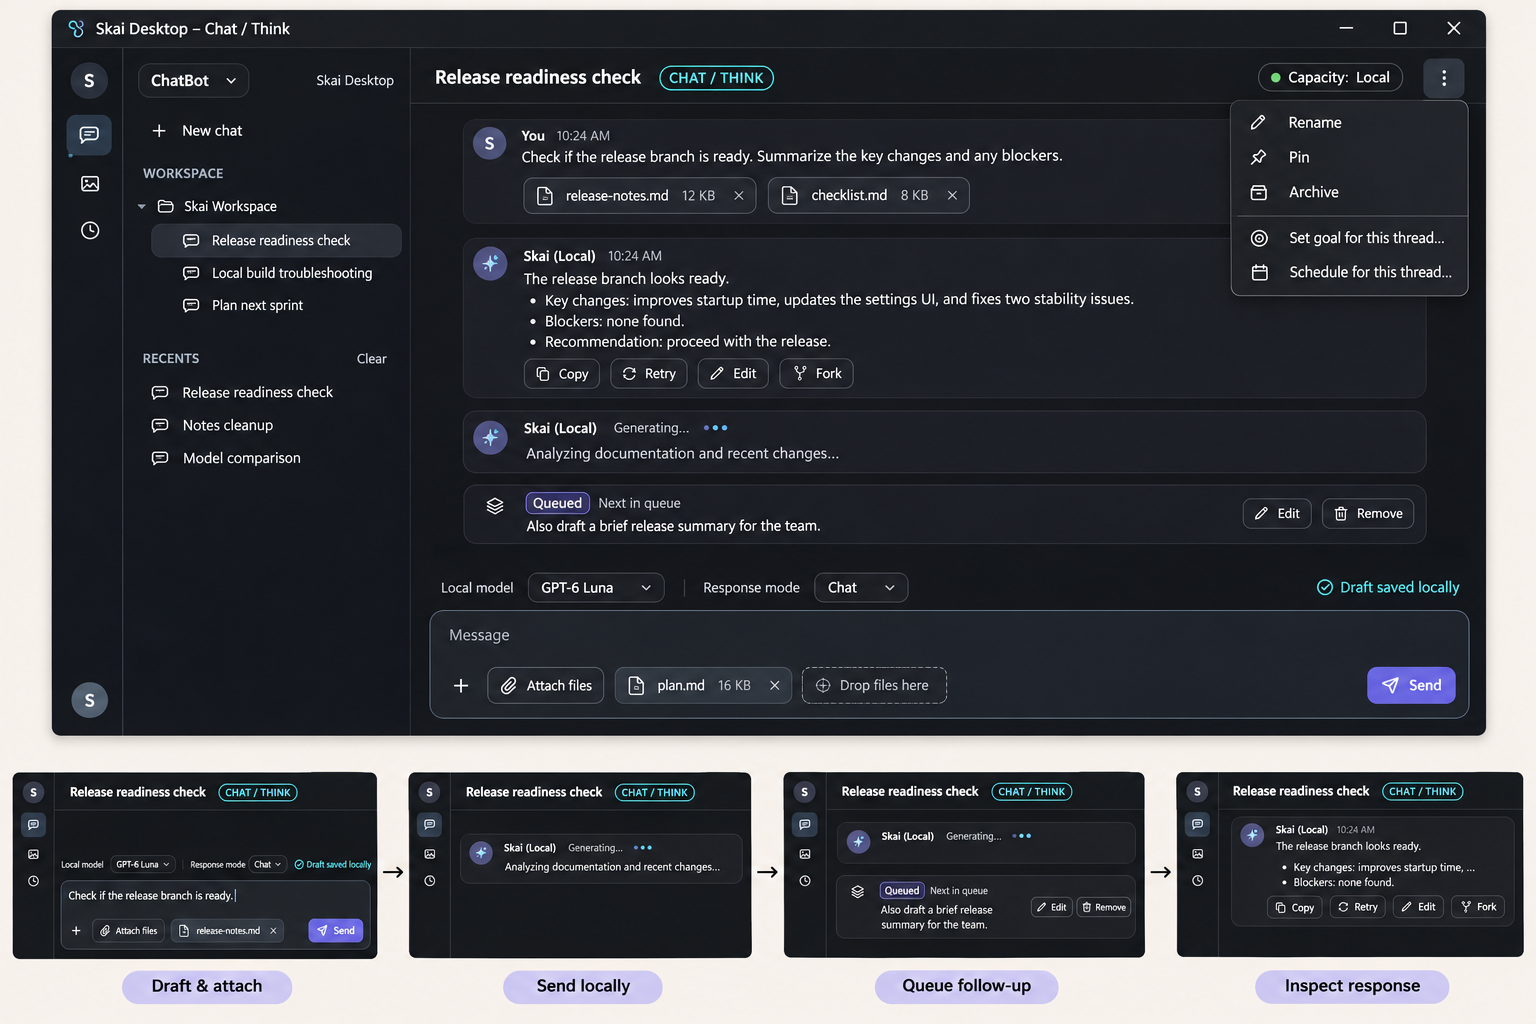 Skai Desktop – Chat / Think
S
ChatBot
Skai Desktop
New chat
WORKSPACE
Skai Workspace
Release readiness check
Local build troubleshooting
Plan next sprint
RECENTS
Clear
Release readiness check
Notes cleanup
Model comparison
S
Release readiness check
CHAT / THINK
Capacity: Local
Rename
Pin
Archive
Set goal for this thread...
Schedule for this thread...
S
You 10:24 AM
Check if the release branch is ready. Summarize the key changes and any blockers.
release-notes.md 12 KB
checklist.md 8 KB
Skai (Local) 10:24 AM
The release branch looks ready.
• Key changes: improves startup time, updates the settings UI, and fixes two stability issues.
• Blockers: none found.
• Recommendation: proceed with the release.
Copy
Retry
Edit
Fork
Skai (Local) Generating...
Analyzing documentation and recent changes...
Queued Next in queue
Also draft a brief release summary for the team.
Edit
Remove
Local model
GPT-6 Luna
Response mode
Chat
Draft saved locally
Message
Attach files
plan.md 16 KB
Drop files here
Send
S
Release readiness check
CHAT / THINK
Local model
GPT-6 Luna
Response mode
Chat
Draft saved locally
Check if the release branch is ready.
Attach files
release-notes.md
Send
Draft & attach
S
Release readiness check
CHAT / THINK
Skai (Local) Generating...
Analyzing documentation and recent changes...
Send locally
S
Release readiness check
CHAT / THINK
Skai (Local) Generating...
Queued Next in queue
Also draft a brief release
summary for the team.
Edit
Remove
Queue follow-up
S
Release readiness check
CHAT / THINK
Skai (Local) 10:24 AM
The release branch looks ready.
• Key changes: improves startup time, ...
• Blockers: none found.
Copy
Retry
Edit
Fork
Inspect response